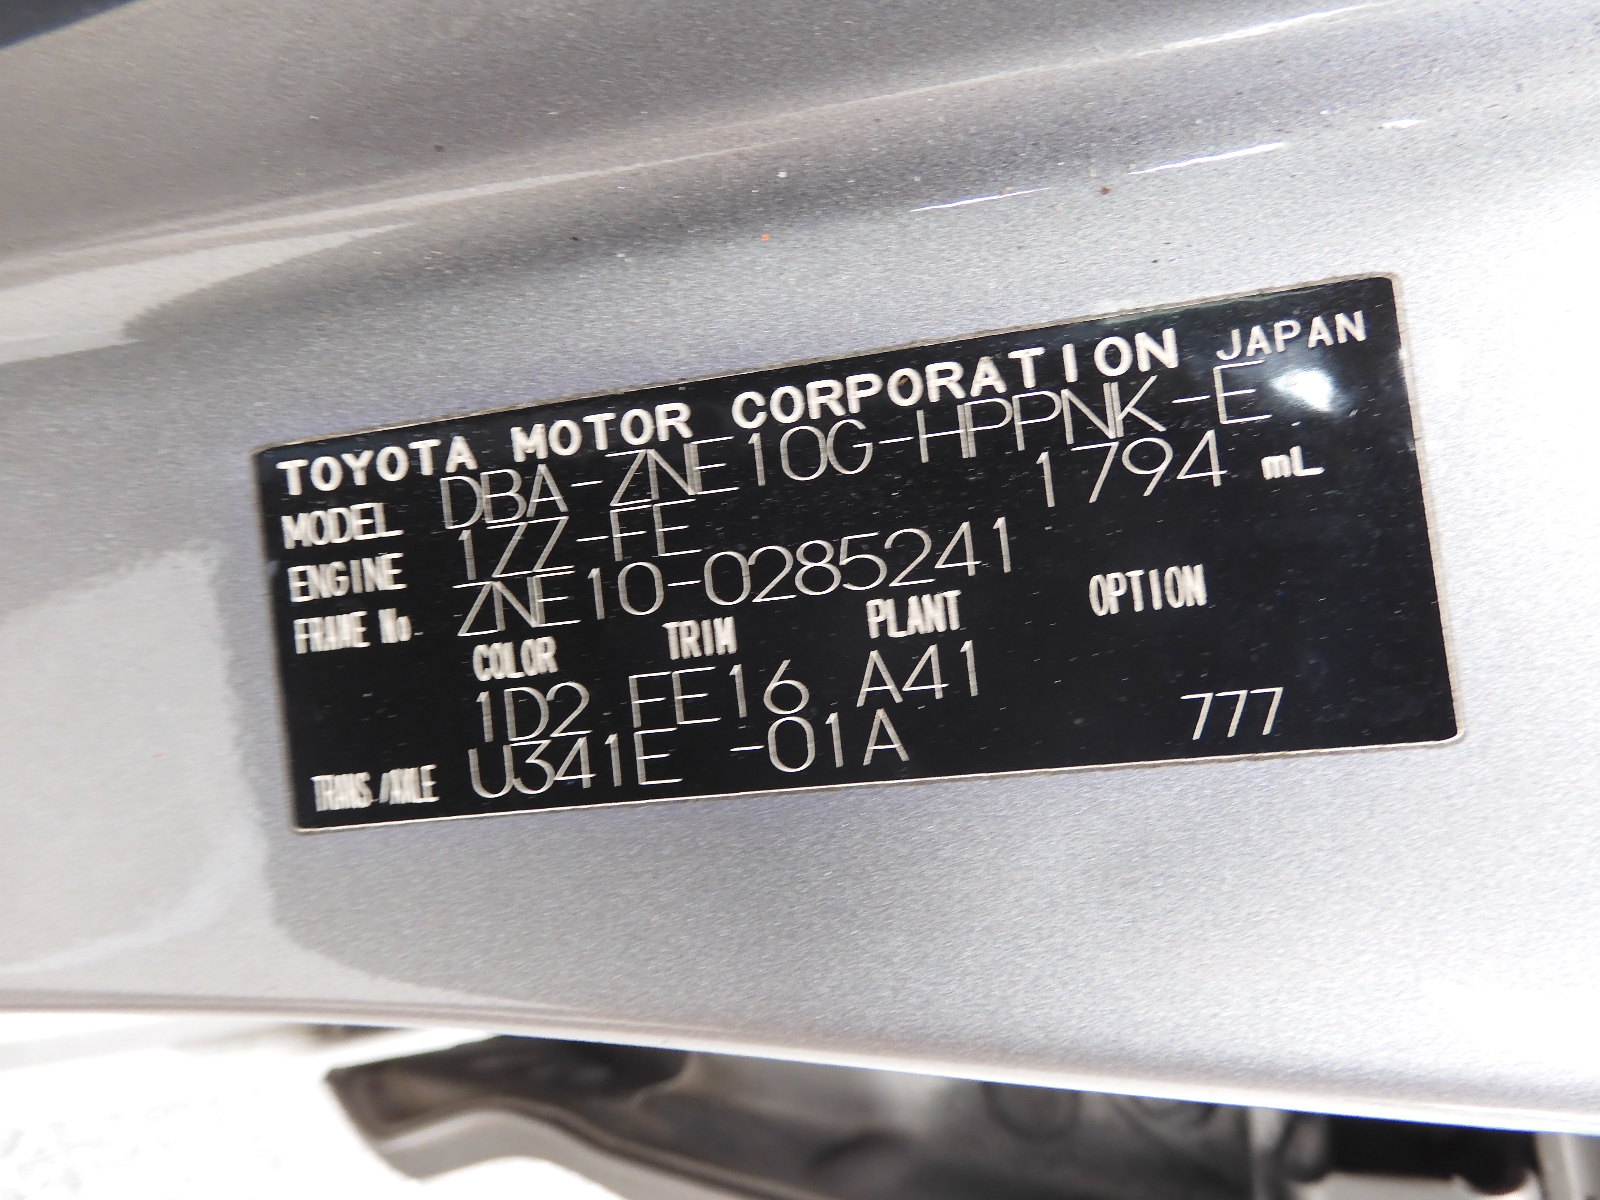 TOYOTA MOTOR CORPORATION JAPAN
MODEL DBA-ZNE10G-HPPNK-E
ENGINE 1ZZ-FE 1794 mL
FRAME No. ZNE10-0285241
COLOR TRIM PLANT OPTION
1D2 FE16 A41
TRANS/AXLE U341E -01A 777